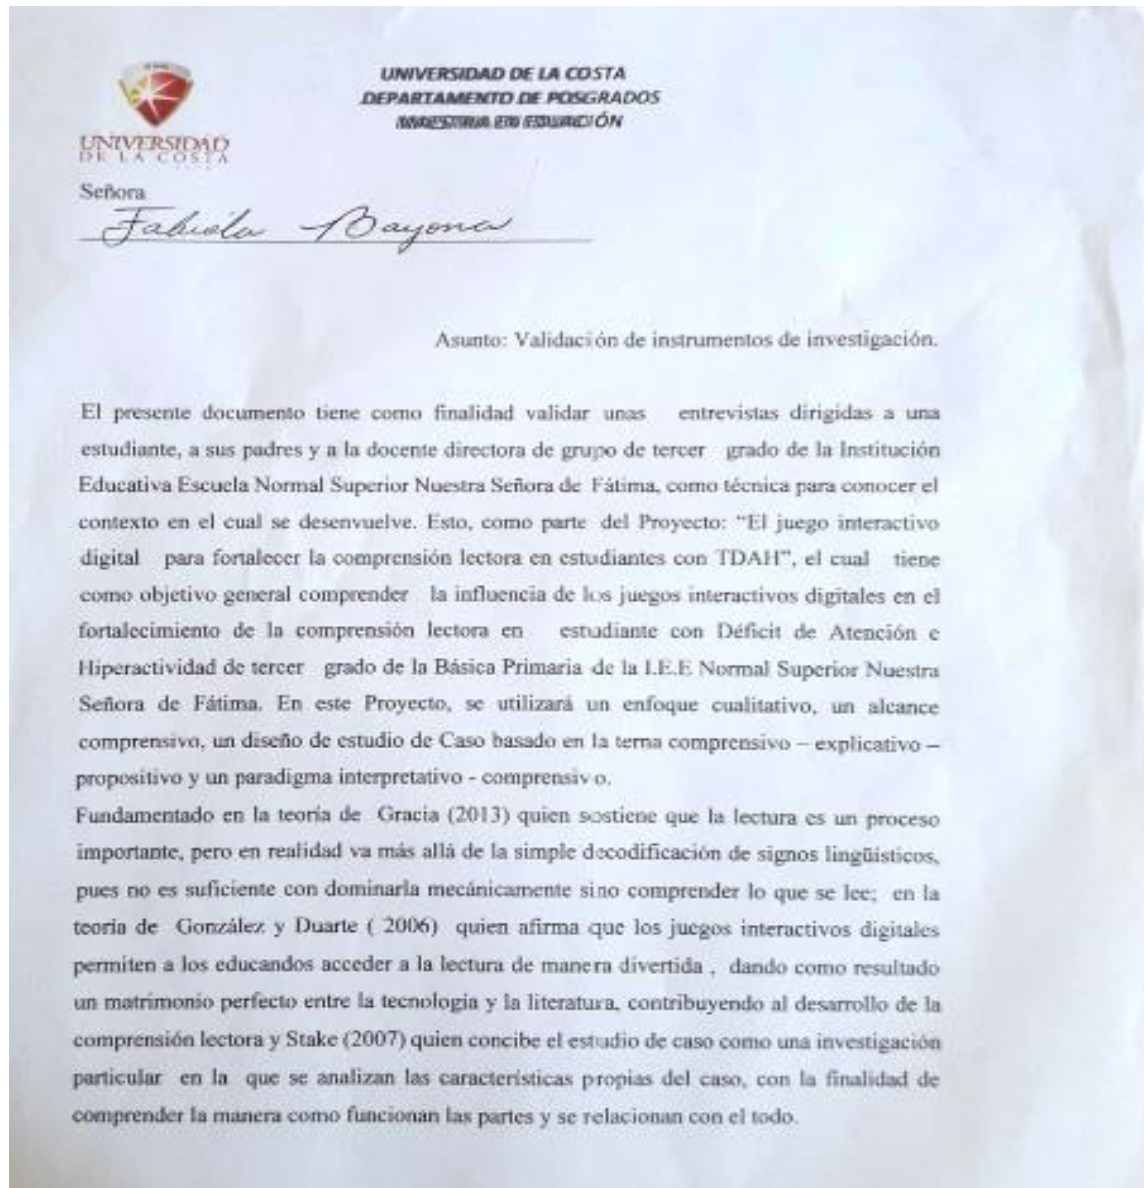 UNIVERSIDAD DE LA COSTA
DEPARTAMENTO DE POSGRADOS
MAESTRIA EN EDUACIÓN
UNIVERSIDAD
DE LA COSTA
Señora
Fabiola Bayona
Asunto: Validación de instrumentos de investigación.
El presente documento tiene como finalidad validar unas entrevistas dirigidas a una
estudiante, a sus padres y a la docente directora de grupo de tercer grado de la Institución
Educativa Escuela Normal Superior Nuestra Señora de Fátima, como técnica para conocer el
contexto en el cual se desenvuelve. Esto, como parte del Proyecto: “El juego interactivo
digital para fortalecer la comprensión lectora en estudiantes con TDAH”, el cual tiene
como objetivo general comprender la influencia de los juegos interactivos digitales en el
fortalecimiento de la comprensión lectora en estudiante con Déficit de Atención e
Hiperactividad de tercer grado de la Básica Primaria de la I.E.E Normal Superior Nuestra
Señora de Fátima. En este Proyecto, se utilizará un enfoque cualitativo, un alcance
comprensivo, un diseño de estudio de Caso basado en la terna comprensivo – explicativo –
propositivo y un paradigma interpretativo - comprensivo.
Fundamentado en la teoría de Gracia (2013) quien sostiene que la lectura es un proceso
importante, pero en realidad va más allá de la simple decodificación de signos lingüísticos,
pues no es suficiente con dominarla mecánicamente sino comprender lo que se lee; en la
teoría de González y Duarte ( 2006) quien afirma que los juegos interactivos digitales
permiten a los educandos acceder a la lectura de manera divertida , dando como resultado
un matrimonio perfecto entre la tecnología y la literatura, contribuyendo al desarrollo de la
comprensión lectora y Stake (2007) quien concibe el estudio de caso como una investigación
particular en la que se analizan las características propias del caso, con la finalidad de
comprender la manera como funcionan las partes y se relacionan con el todo.